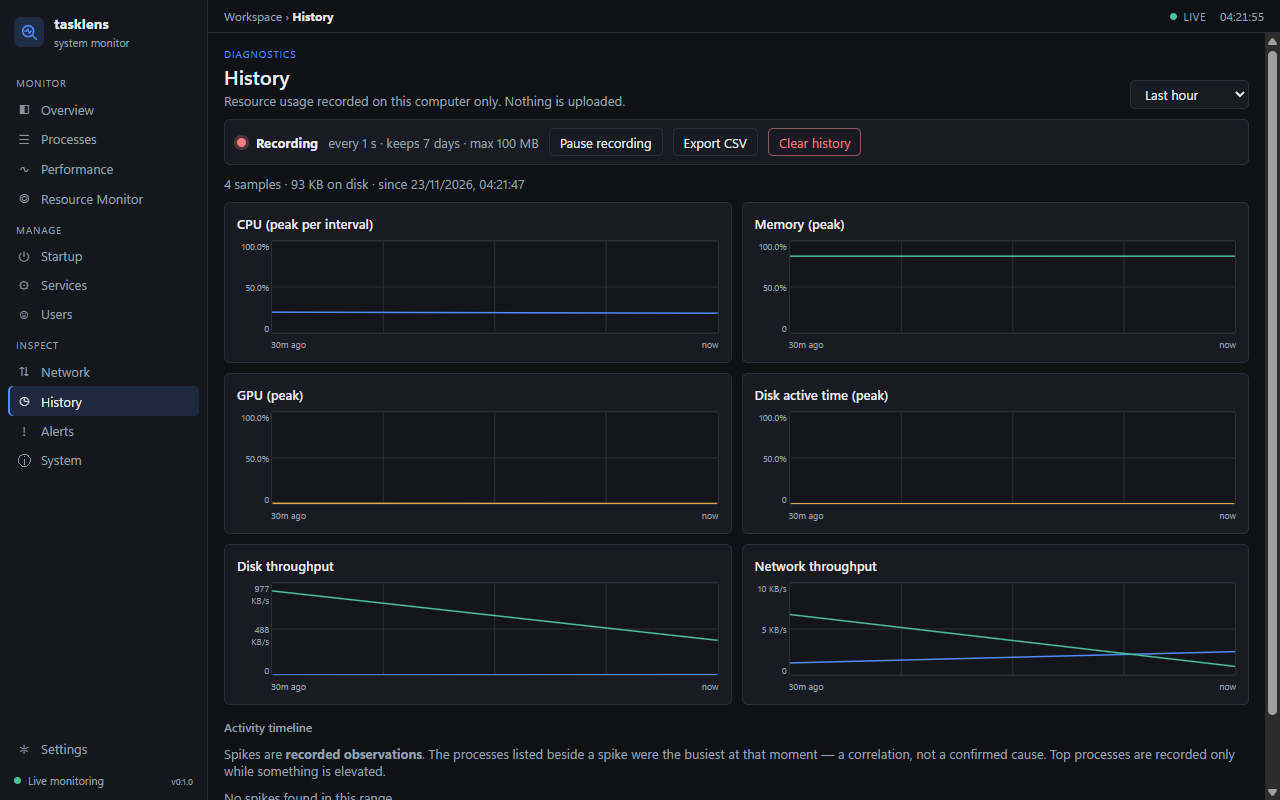 tasklens
system monitor
MONITOR
Overview
Processes
Performance
Resource Monitor
MANAGE
Startup
Services
Users
INSPECT
Network
History
Alerts
System
Settings
Live monitoring
v0.1.0
Workspace › History
LIVE 04:21:55
DIAGNOSTICS
History
Resource usage recorded on this computer only. Nothing is uploaded.
Last hour
Recording every 1 s · keeps 7 days · max 100 MB Pause recording Export CSV Clear history
4 samples · 93 KB on disk · since 23/11/2026, 04:21:47
CPU (peak per interval)
100.0%
50.0%
0
30m ago now
Memory (peak)
100.0%
50.0%
0
30m ago now
GPU (peak)
100.0%
50.0%
0
30m ago now
Disk active time (peak)
100.0%
50.0%
0
30m ago now
Disk throughput
977
KB/s
488
KB/s
0
30m ago now
Network throughput
10 KB/s
5 KB/s
0
30m ago now
Activity timeline
Spikes are recorded observations. The processes listed beside a spike were the busiest at that moment — a correlation, not a confirmed cause. Top processes are recorded only
while something is elevated.
No spikes found in this range